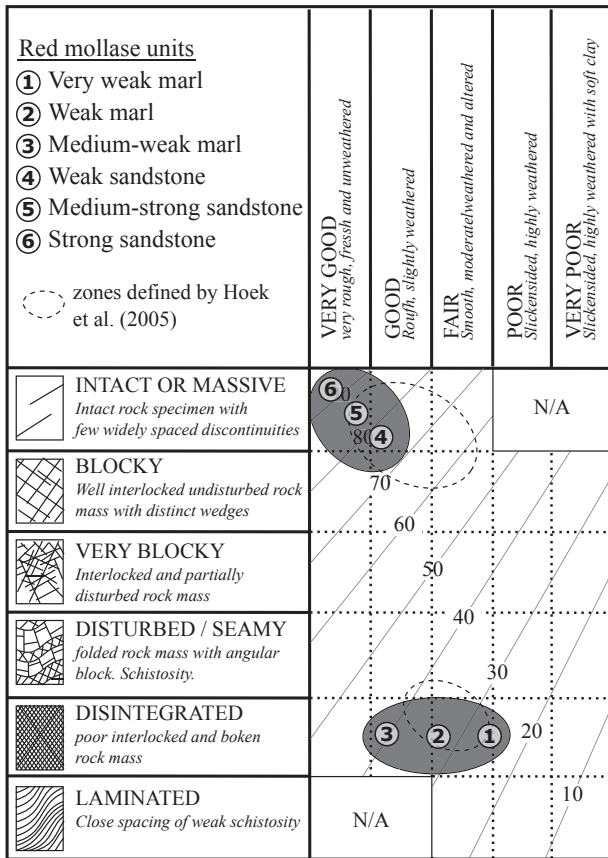 Red mollase units
1 Very weak marl
2 Weak marl
3 Medium-weak marl
4 Weak sandstone
5 Medium-strong sandstone
6 Strong sandstone
zones defined by Hoek
et al. (2005)
VERY GOOD
very rough, fressh and unweathered
GOOD
Roufh, slightly weathered
FAIR
Smooth, moderatelweathered and altered
POOR
Slickensided, highly weathered
VERY POOR
Slickensided, highly weathered with soft clay
INTACT OR MASSIVE
Intact rock specimen with
few widely spaced discontinuities
N/A
6
5
80
4
70
BLOCKY
Well interlocked undisturbed rock
mass with distinct wedges
60
VERY BLOCKY
Interlocked and partially
disturbed rock mass
50
DISTURBED / SEAMY
folded rock mass with angular
block. Schistosity.
40
30
DISINTEGRATED
poor interlocked and boken
rock mass
3
2
1
20
LAMINATED
Close spacing of weak schistosity
N/A
10